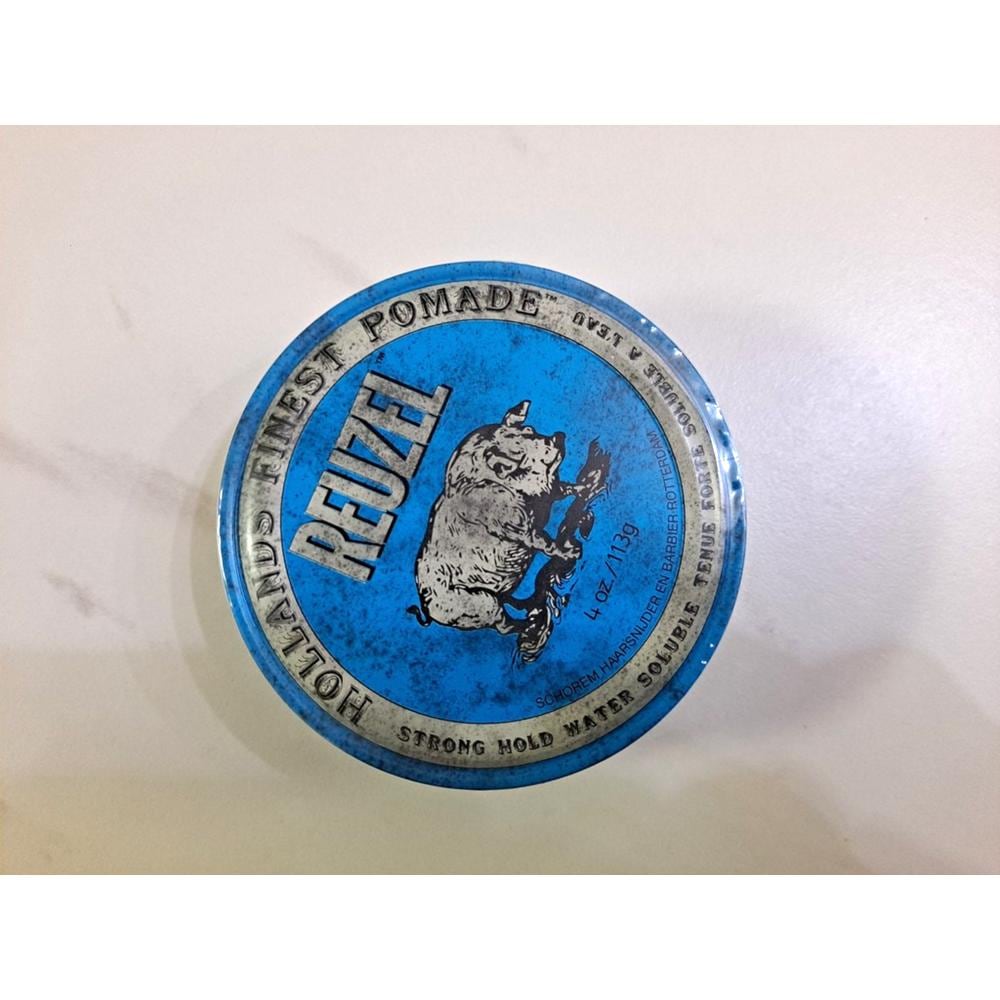 HOLLANDS FINEST POMADE™
REUZEL™
4 oz./113g
SCHOREM HAARSNIJDER EN BARBIER ROTTERDAM
STRONG HOLD WATER SOLUBLE TENUE FORTE SOLUBLE A L'EAU